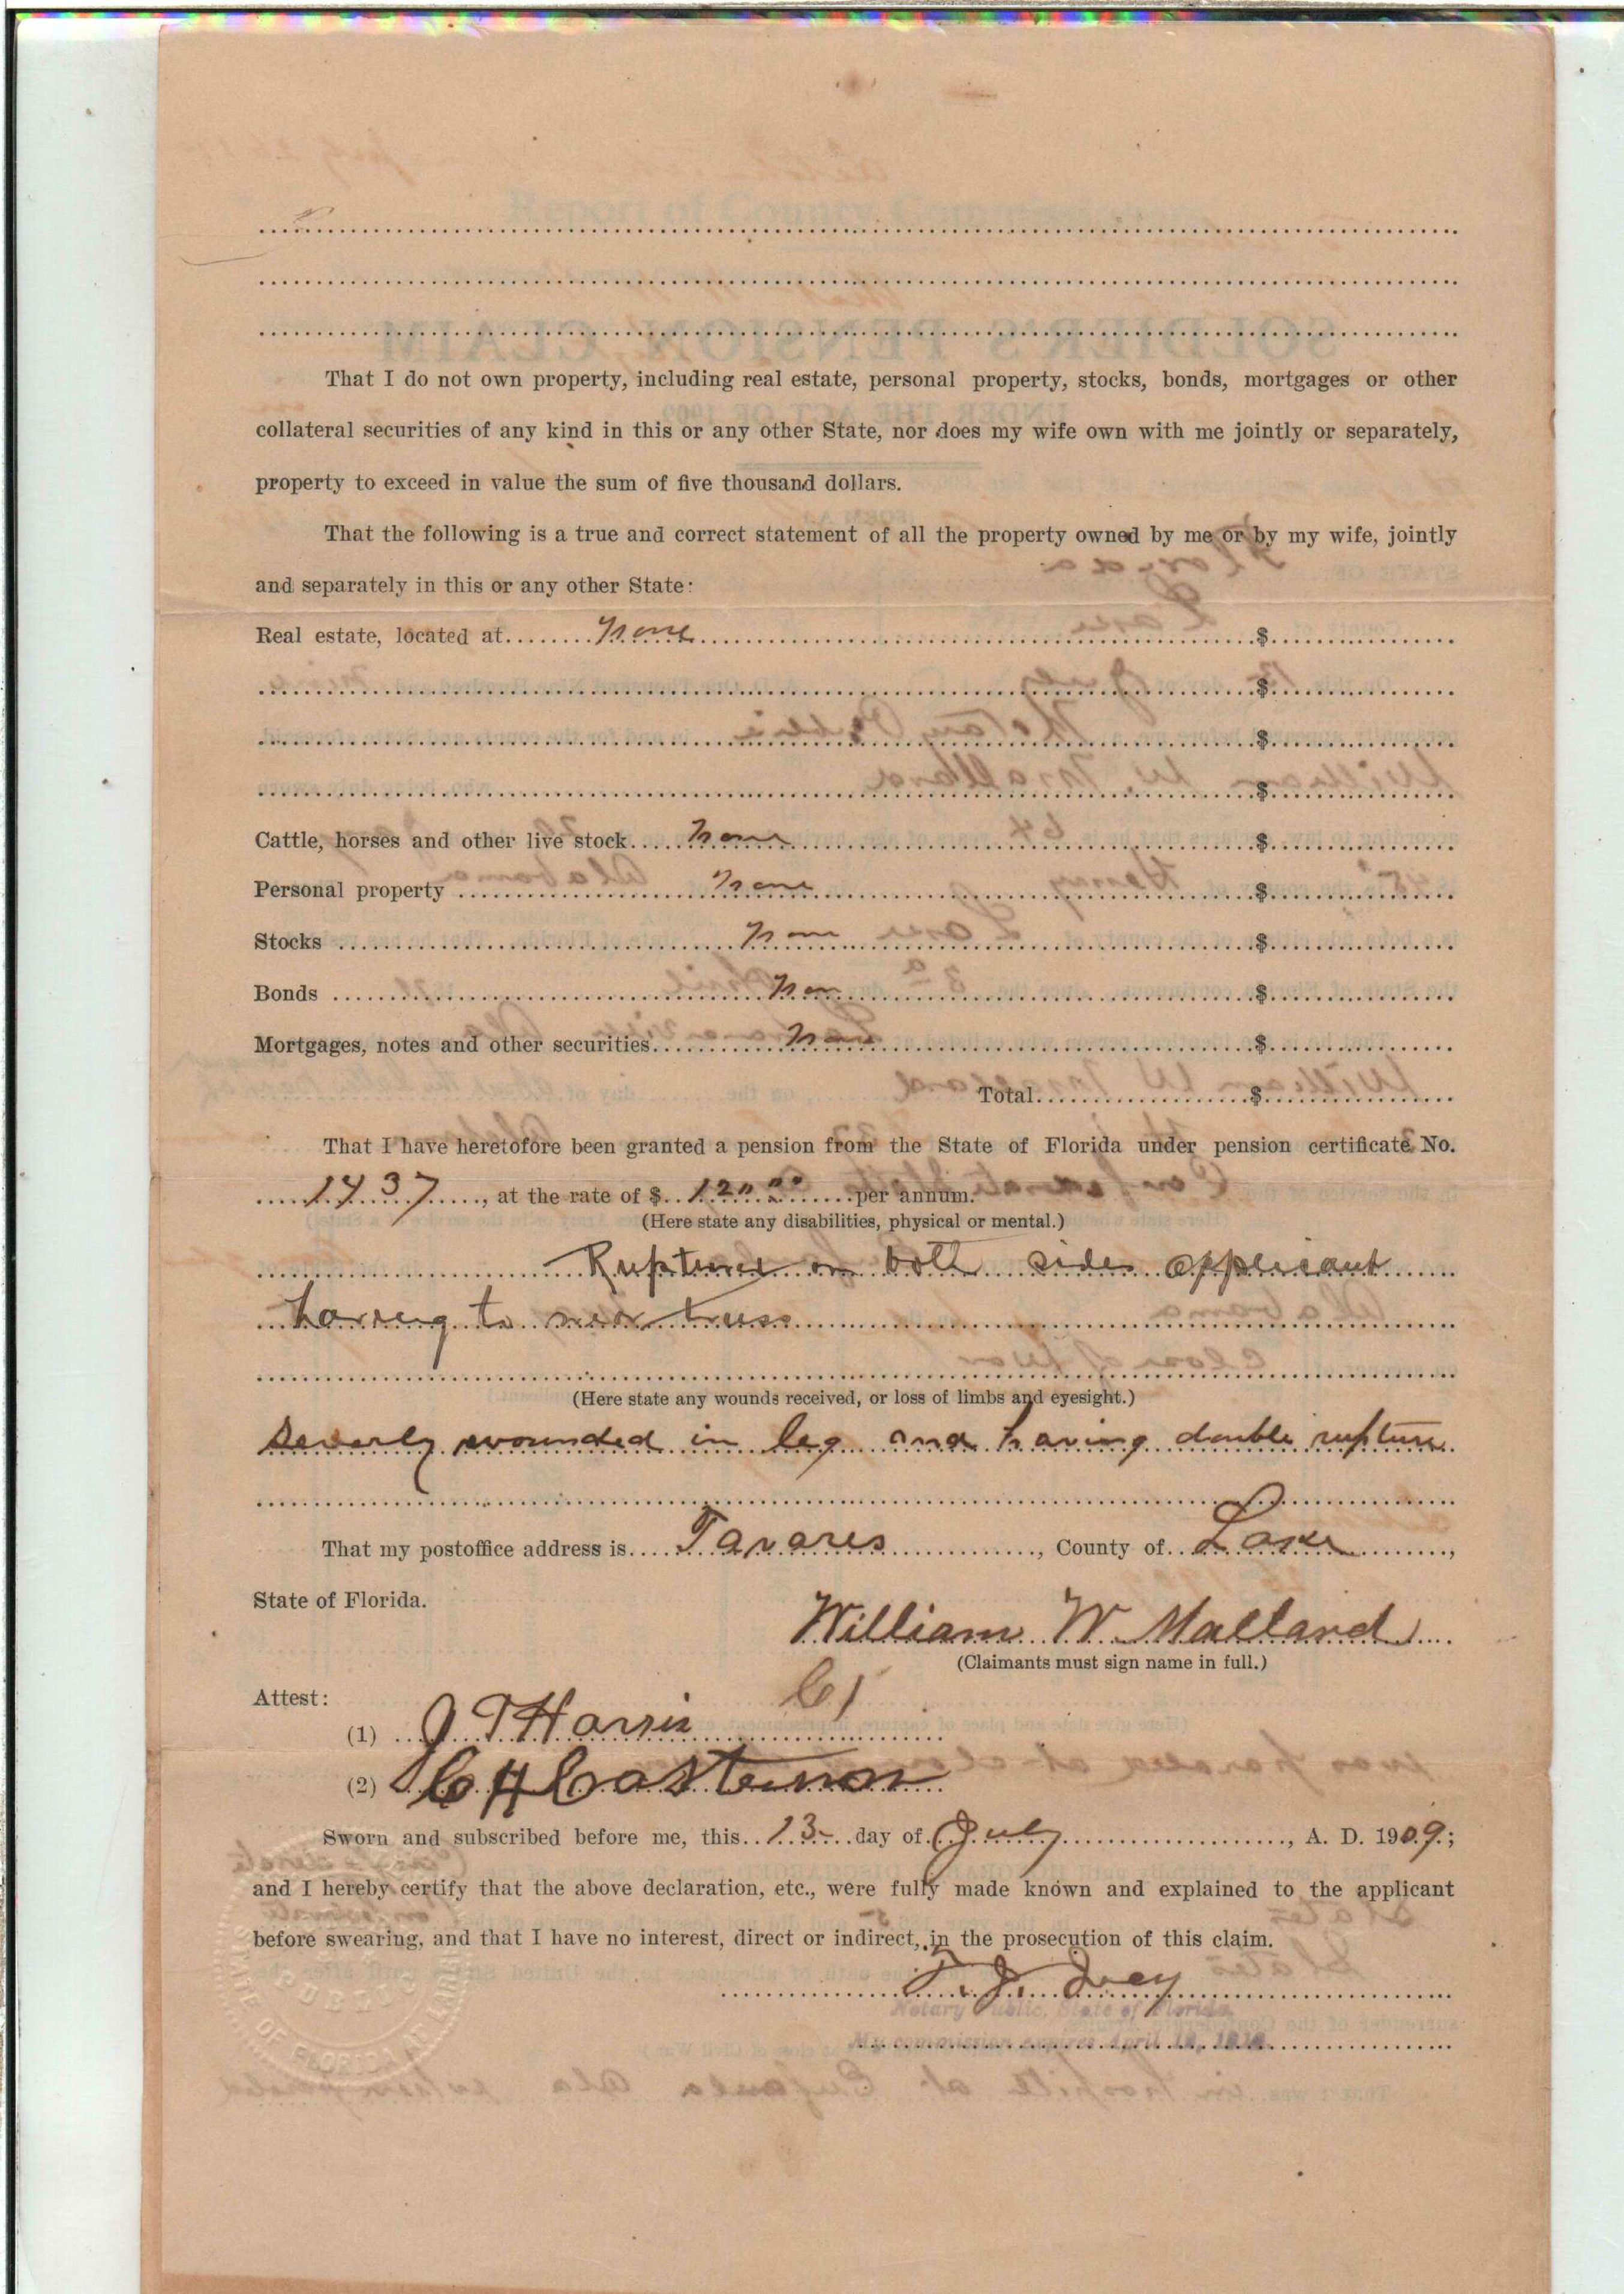 That I do not own property, including real estate, personal property, stocks, bonds, mortgages or other
collateral securities of any kind in this or any other State, nor does my wife own with me jointly or separately,
property to exceed in value the sum of five thousand dollars.
That the following is a true and correct statement of all the property owned by me or by my wife, jointly
and separately in this or any other State:
Real estate, located at........none........$........
$
$
$
Cattle, horses and other live stock.....none........$........
Personal property ........none........$........
Stocks ........non........$........
Bonds ........non........$........
Mortgages, notes and other securities........none........$........
Total........$........
That I have heretofore been granted a pension from the State of Florida under pension certificate No.
....1437...., at the rate of $..120.00......per annum.
(Here state any disabilities, physical or mental.)
Ruptured on both sides applicant
having to wear truss
(Here state any wounds received, or loss of limbs and eyesight.)
severly wounded in leg and having double rupture
That my postoffice address is....Tavares........, County of..Lake........,
State of Florida.
William W. Malland
(Claimants must sign name in full.)
Attest:
(1) J T Harris
(2) C H
Sworn and subscribed before me, this..13..day of July........, A. D. 1909.;
and I hereby certify that the above declaration, etc., were fully made known and explained to the applicant
before swearing, and that I have no interest, direct or indirect, in the prosecution of this claim.
Ivey
Notary Public, State of Florida.
My commission expires April